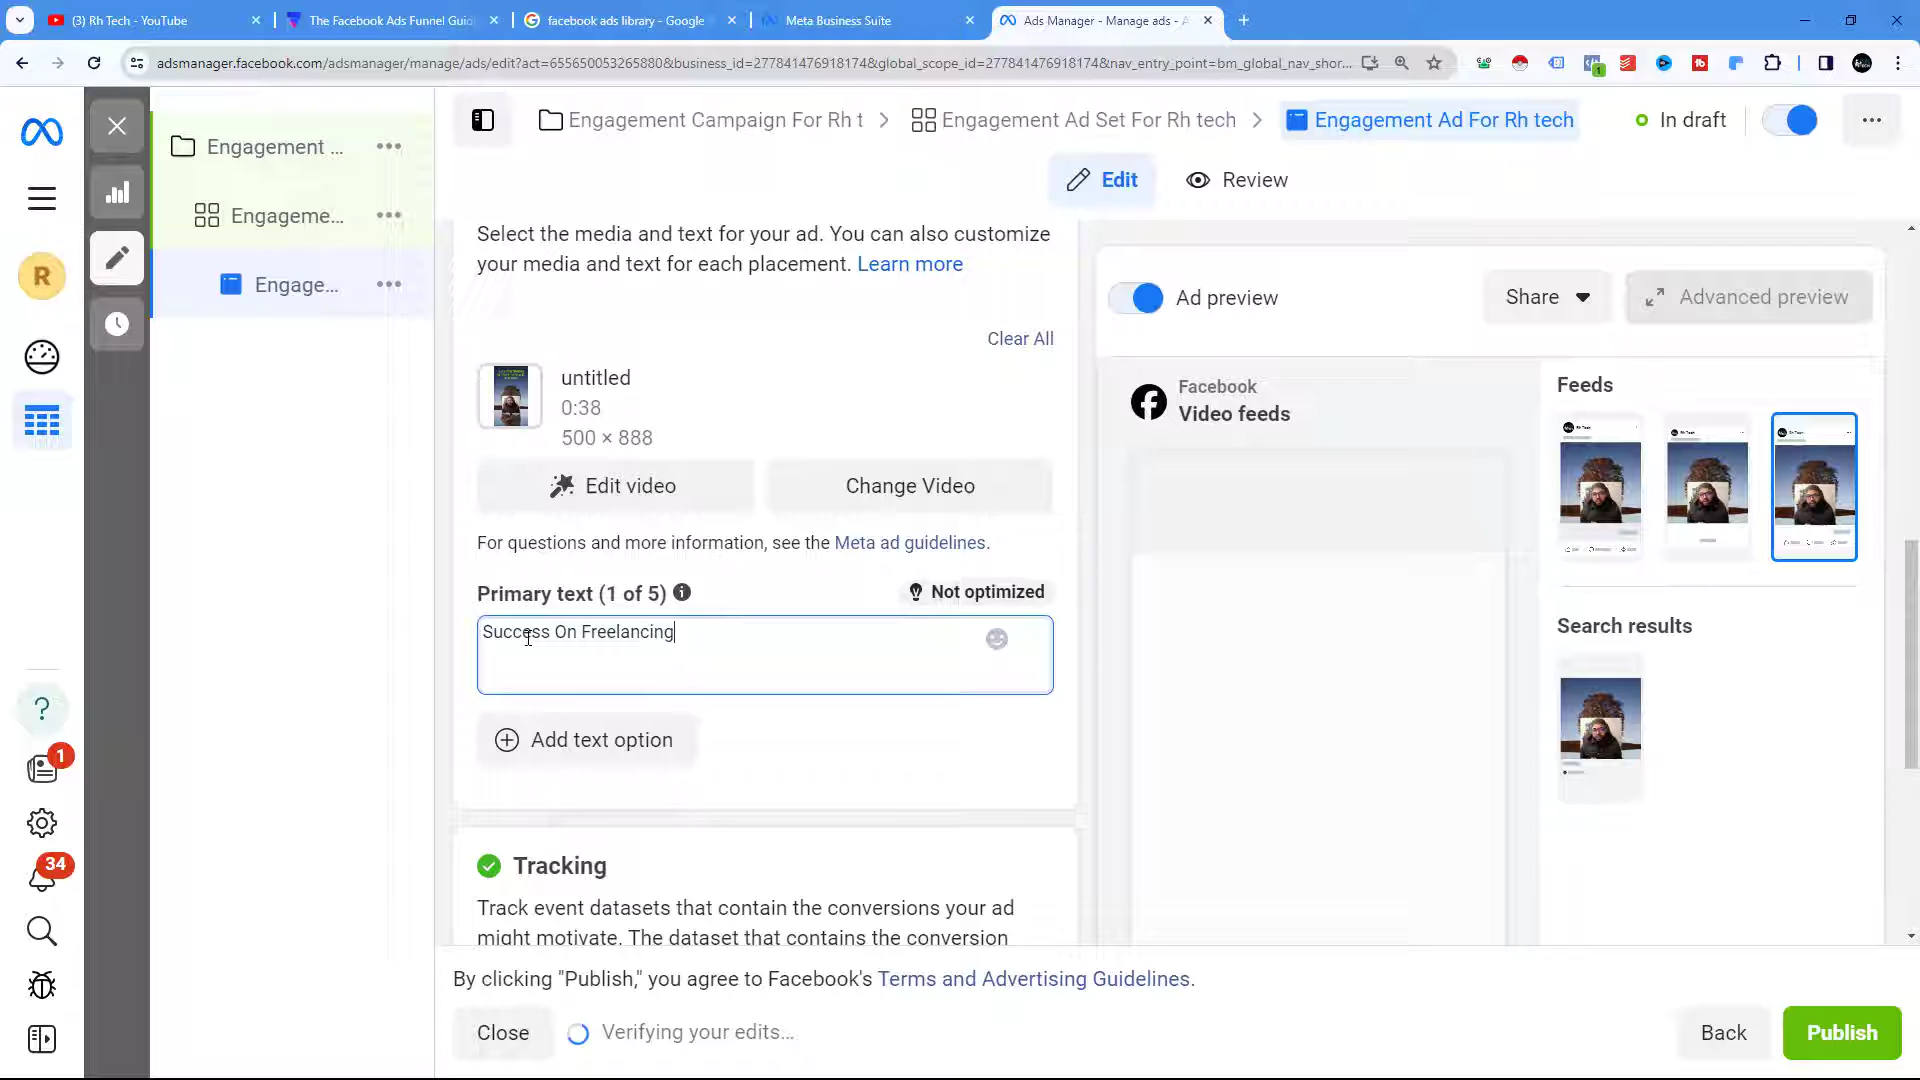 (3) Rh Tech - YouTube
The Facebook Ads Funnel Guid
facebook ads library - Google
Meta Business Suite
Ads Manager - Manage ads - A
adsmanager.facebook.com/adsmanager/manage/ads/edit?act=655650053265880&business_id=277841476918174&global_scope_id=277841476918174&nav_entry_point=bm_global_nav_shor...
1
R
Engagement ...
Engageme...
Engage...
Engagement Campaign For Rh t
Engagement Ad Set For Rh tech
Engagement Ad For Rh tech
In draft
Edit
Review
Select the media and text for your ad. You can also customize
your media and text for each placement. Learn more
Clear All
untitled
0:38
500 × 888
Edit video
Change Video
For questions and more information, see the Meta ad guidelines.
Primary text (1 of 5)
Not optimized
Success On Freelancing
Add text option
Tracking
Track event datasets that contain the conversions your ad
might motivate. The dataset that contains the conversion
Ad preview
Share
Advanced preview
Facebook
Video feeds
Feeds
Rh Tech
Rh Tech
Rh Tech
Search results
1
34
By clicking "Publish," you agree to Facebook's Terms and Advertising Guidelines.
Close
Verifying your edits...
Back
Publish